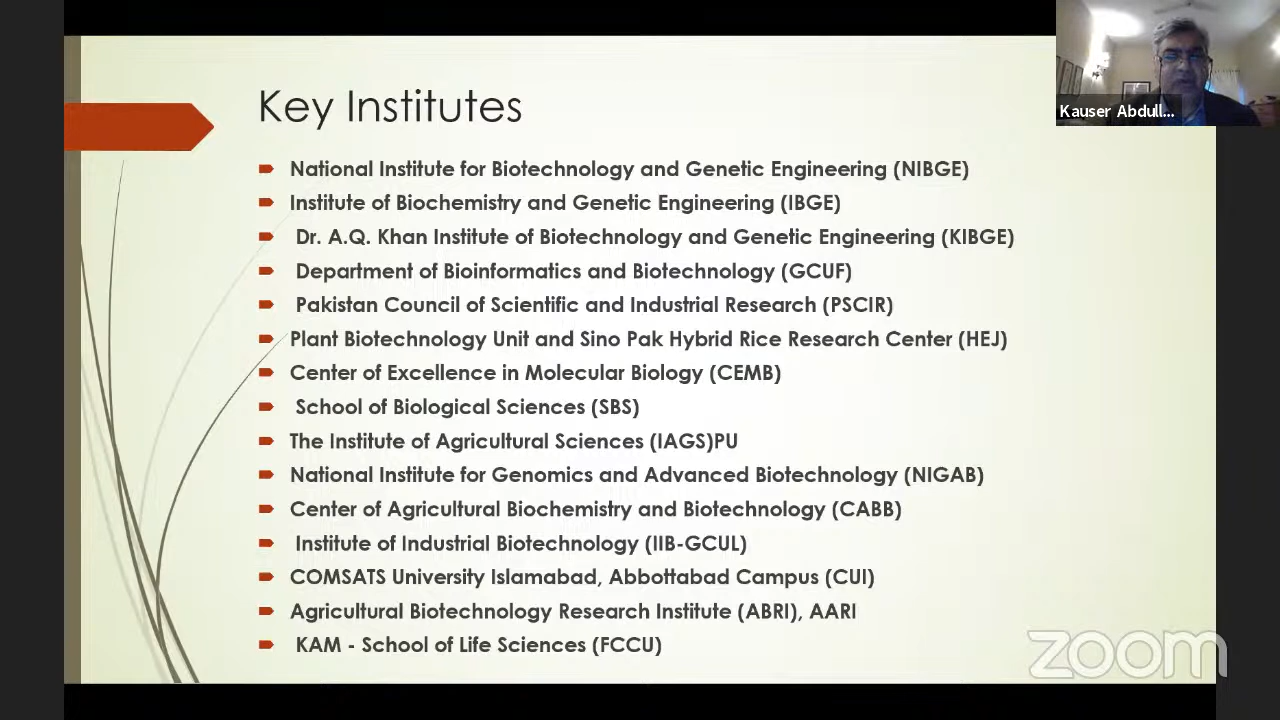 Key Institutes
National Institute for Biotechnology and Genetic Engineering (NIBGE)
Institute of Biochemistry and Genetic Engineering (IBGE)
Dr. A.Q. Khan Institute of Biotechnology and Genetic Engineering (KIBGE)
Department of Bioinformatics and Biotechnology (GCUF)
Pakistan Council of Scientific and Industrial Research (PSCIR)
Plant Biotechnology Unit and Sino Pak Hybrid Rice Research Center (HEJ)
Center of Excellence in Molecular Biology (CEMB)
School of Biological Sciences (SBS)
The Institute of Agricultural Sciences (IAGS)PU
National Institute for Genomics and Advanced Biotechnology (NIGAB)
Center of Agricultural Biochemistry and Biotechnology (CABB)
Institute of Industrial Biotechnology (IIB-GCUL)
COMSATS University Islamabad, Abbottabad Campus (CUI)
Agricultural Biotechnology Research Institute (ABRI), AARI
KAM - School of Life Sciences (FCCU)
Kauser Abdull...
zoom